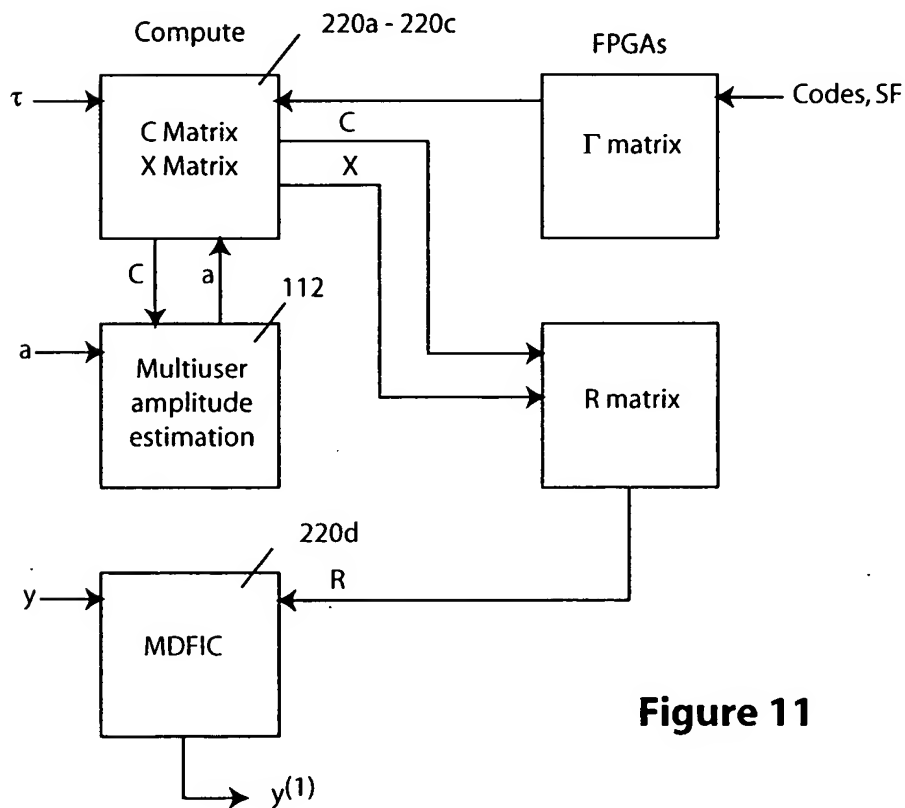 Compute
220a - 220c
FPGAs
τ
C Matrix
X Matrix
C
X
Γ matrix
Codes, SF
C
a
112
a
Multiuser
amplitude
estimation
R matrix
220d
y
R
MDFIC
y(1)
Figure 11